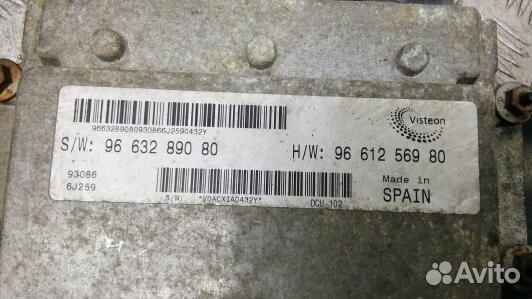 Visteon
9663289080930866J2590432Y
S/W: 96 632 890 80
H/W: 96 612 569 80
93086
6J259
Made in
SPAIN
S/N: *V0ACXIA0432Y*
DCU-102
Avito